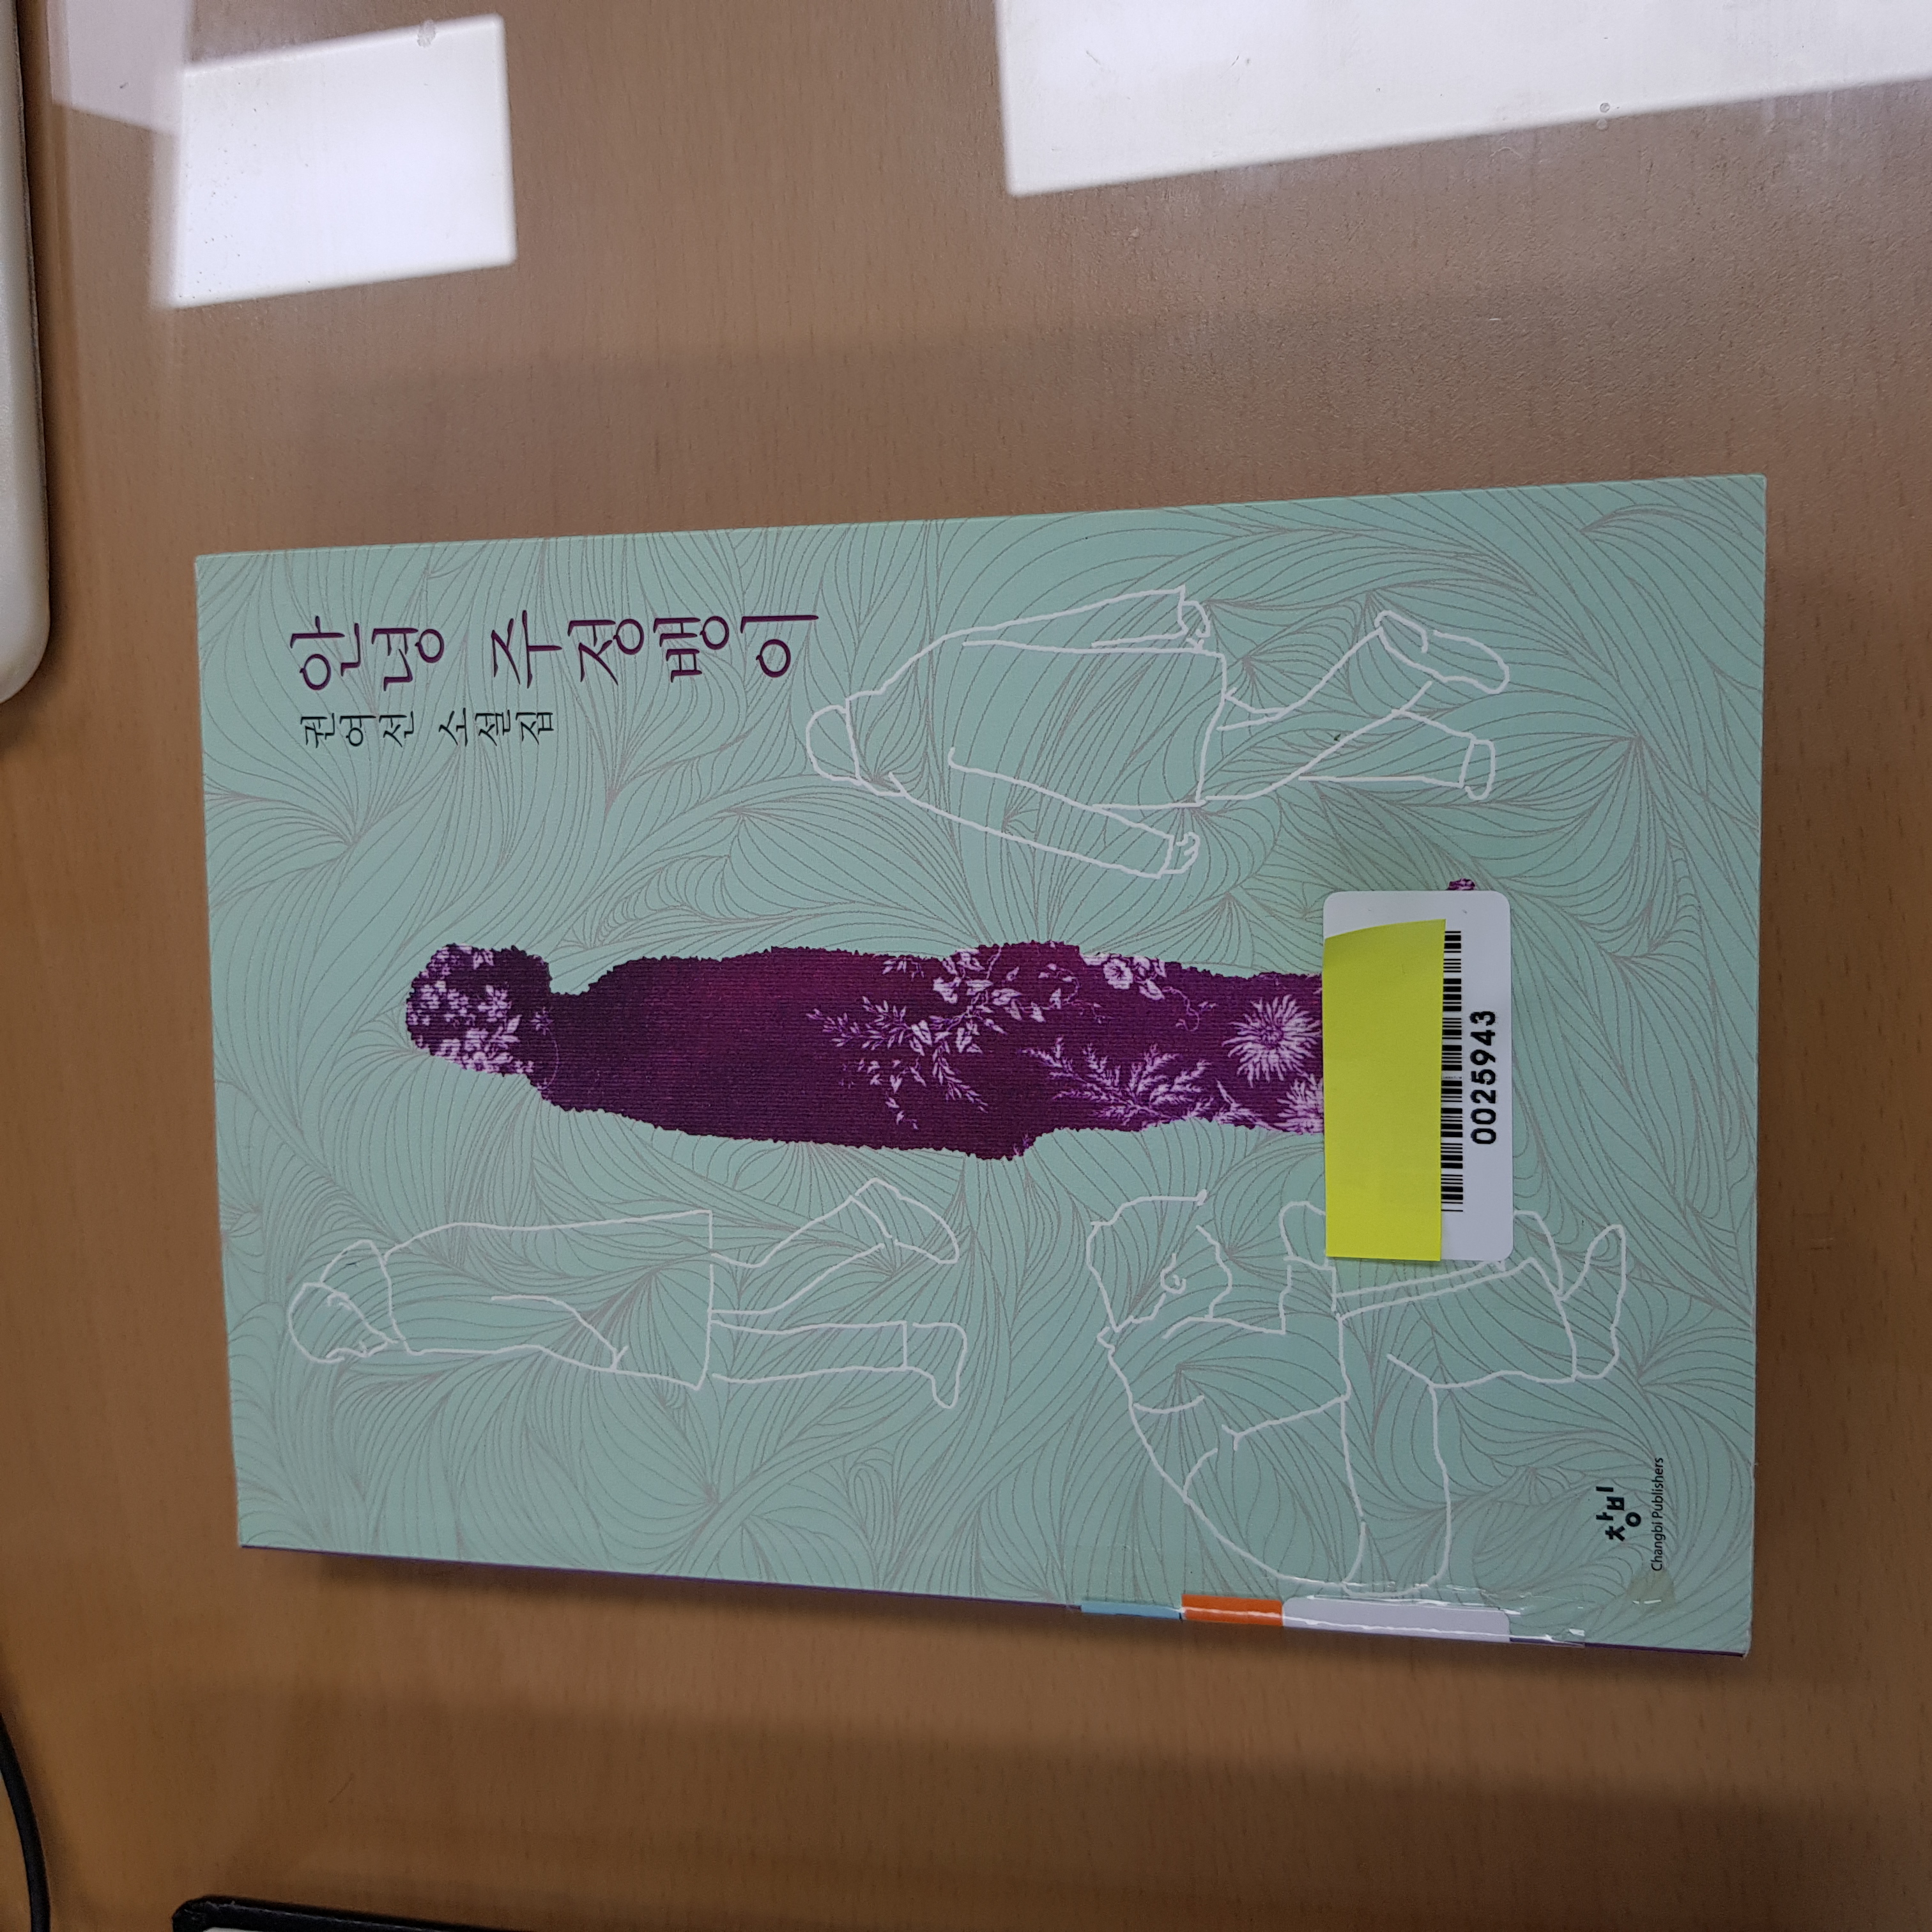 안녕 주정뱅이
권여선 소설집
0025943
창비
Changbi Publishers